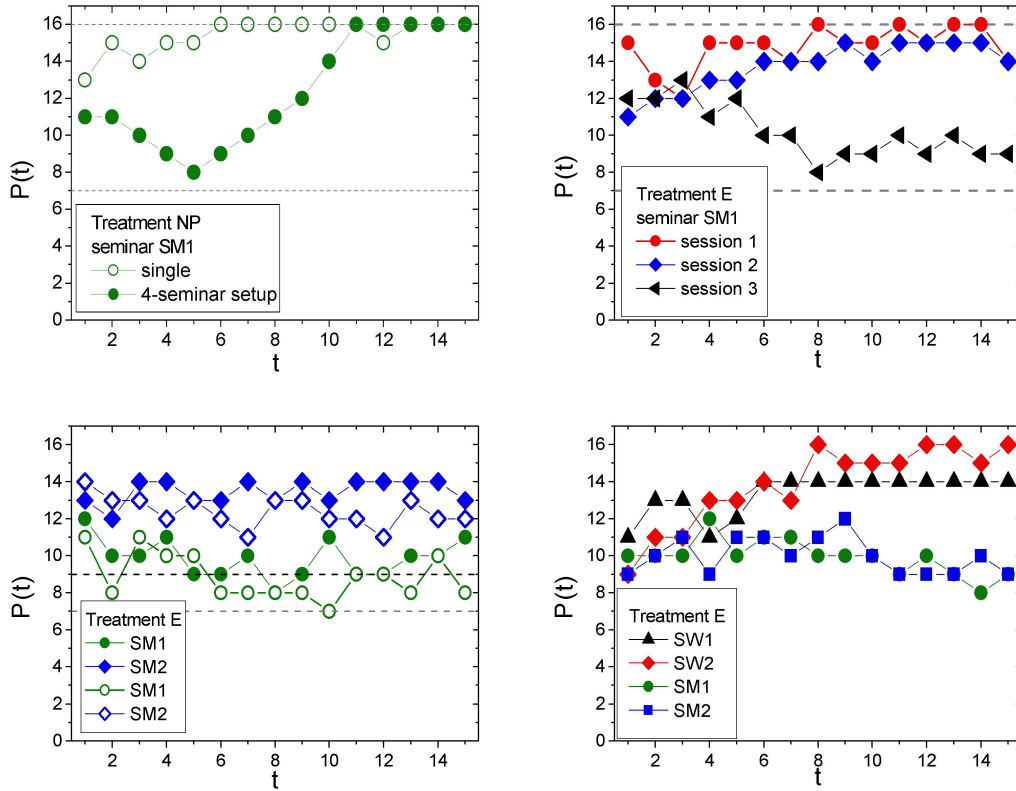 16
14
12
10
8
6
4
2
0
P(t)
Treatment NP
seminar SM1
single
4-seminar setup
2 4 6 8 10 12 14
t
16
14
12
10
8
6
4
2
0
P(t)
Treatment E
seminar SM1
session 1
session 2
session 3
2 4 6 8 10 12 14
t
16
14
12
10
8
6
4
2
0
P(t)
Treatment E
SM1
SM2
SM1
SM2
2 4 6 8 10 12 14
t
16
14
12
10
8
6
4
2
0
P(t)
Treatment E
SW1
SW2
SM1
SM2
2 4 6 8 10 12 14
t